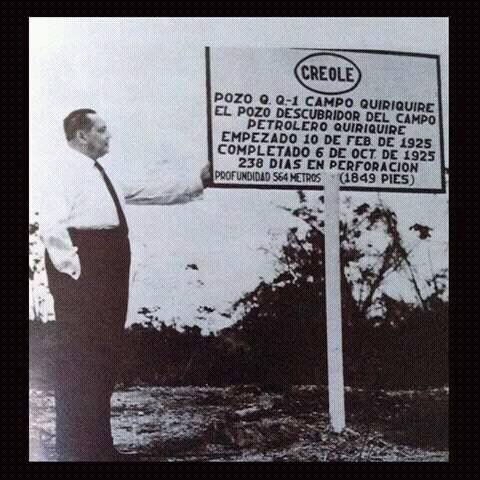 CREOLE
POZO Q.Q.-1 CAMPO QUIRIQUIRE
EL POZO DESCUBRIDOR DEL CAMPO
PETROLERO QUIRIQUIRE
EMPEZADO 10 DE FEB. DE 1925
COMPLETADO 6 DE OCT. DE 1925
238 DIAS EN PERFORACION
PROFUNDIDAD 564 METROS (1849 PIES)